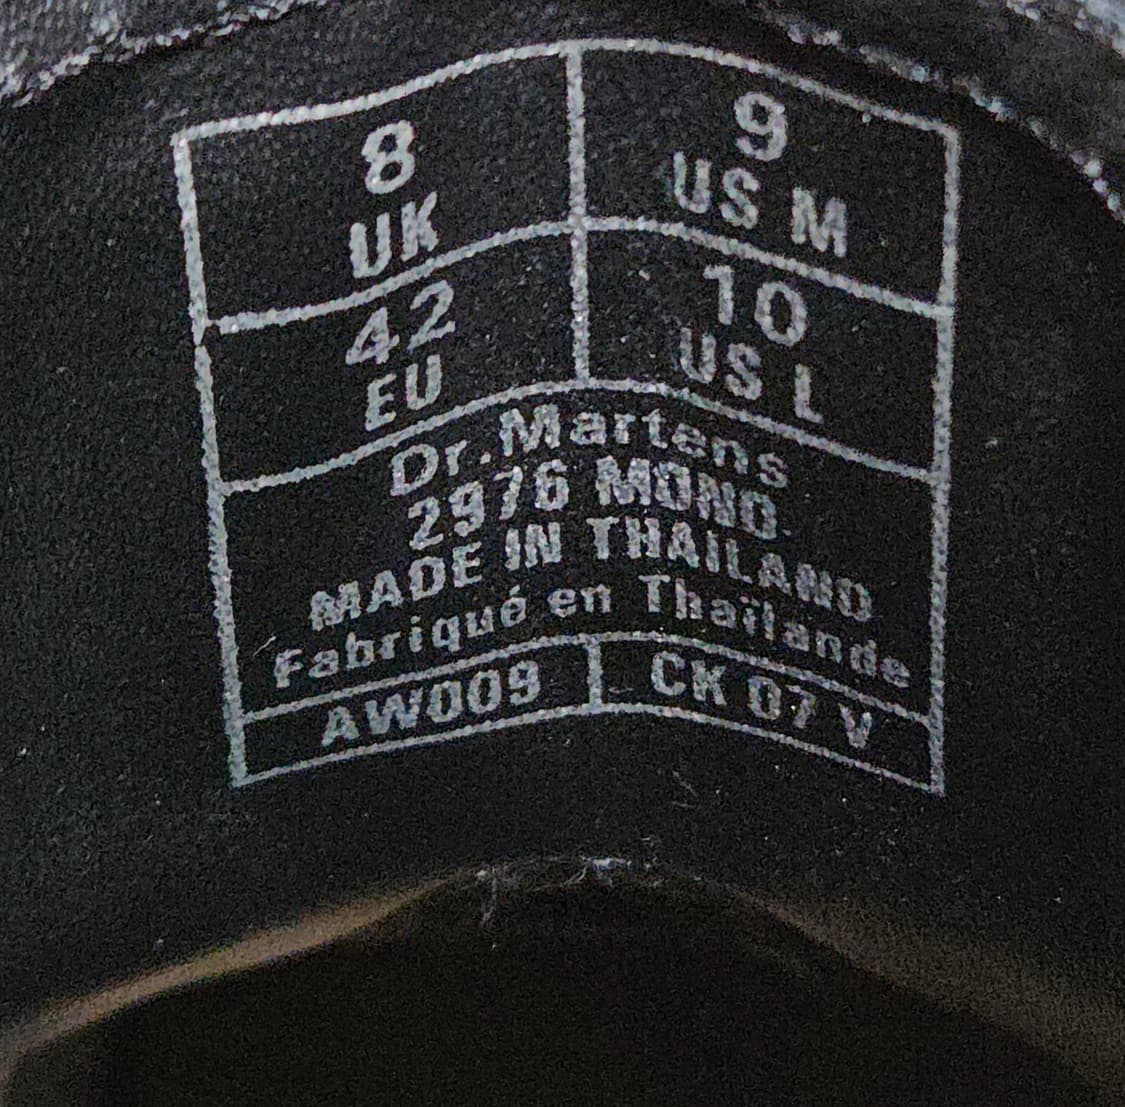 8
UK
9
US M
42
EU
10
US L
Dr. Martens
2976 MONO
MADE IN THAILAND
Fabriqué en Thaïlande
AW009
CK 07 V